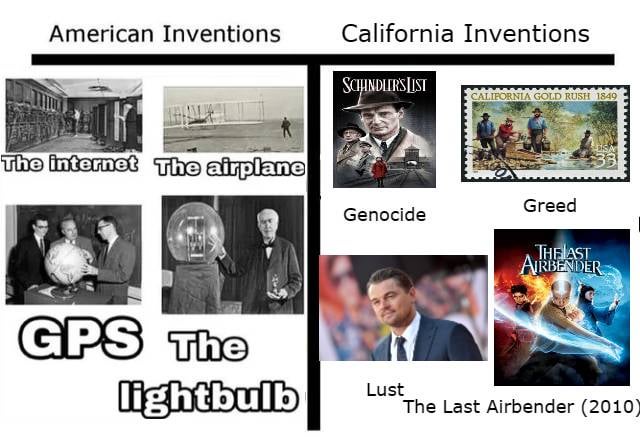 American Inventions
California Inventions
SCHINDLER'S LIST
CALIFORNIA GOLD RUSH 1849
USA
33
The internet
The airplane
Genocide
Greed
THE LAST
AIRBENDER
GPS
The
lightbulb
Lust
The Last Airbender (2010)